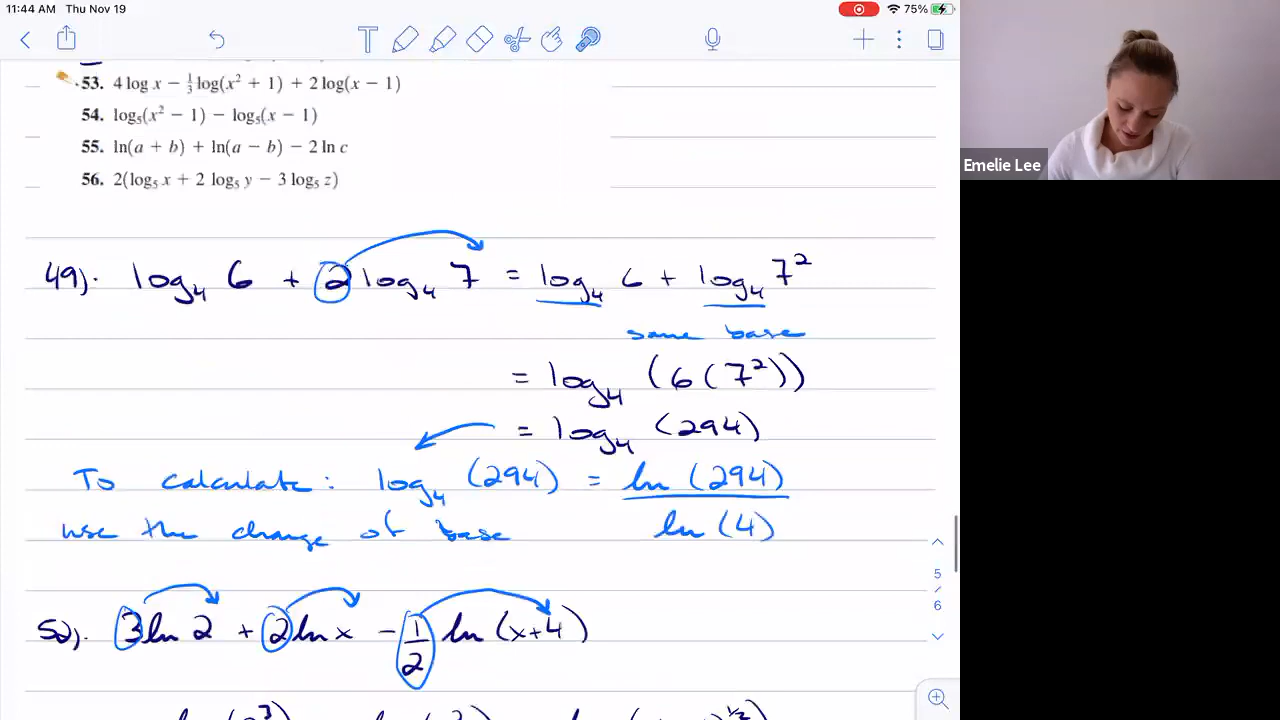 11:44 AM Thu Nov 19
75%
53. 4 log x − 1/3 log(x² + 1) + 2 log(x − 1)
54. log₅(x² − 1) − log₅(x − 1)
55. ln(a + b) + ln(a − b) − 2 ln c
56. 2(log₅ x + 2 log₅ y − 3 log₅ z)
Emelie Lee
49). log₄ 6 + 2 log₄ 7 = log₄ 6 + log₄ 7²
same base
= log₄ (6(7²))
= log₄ (294)
To calculate: log₄ (294) = ln(294)/ln(4)
use the change of base
5/6
52). 3 ln 2 + 2 ln x − 1/2 ln (x+4)